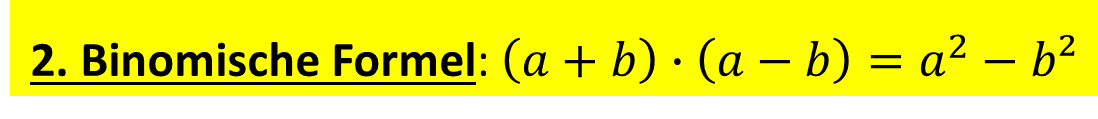 2. Binomische Formel: (a + b) · (a − b) = a² − b²